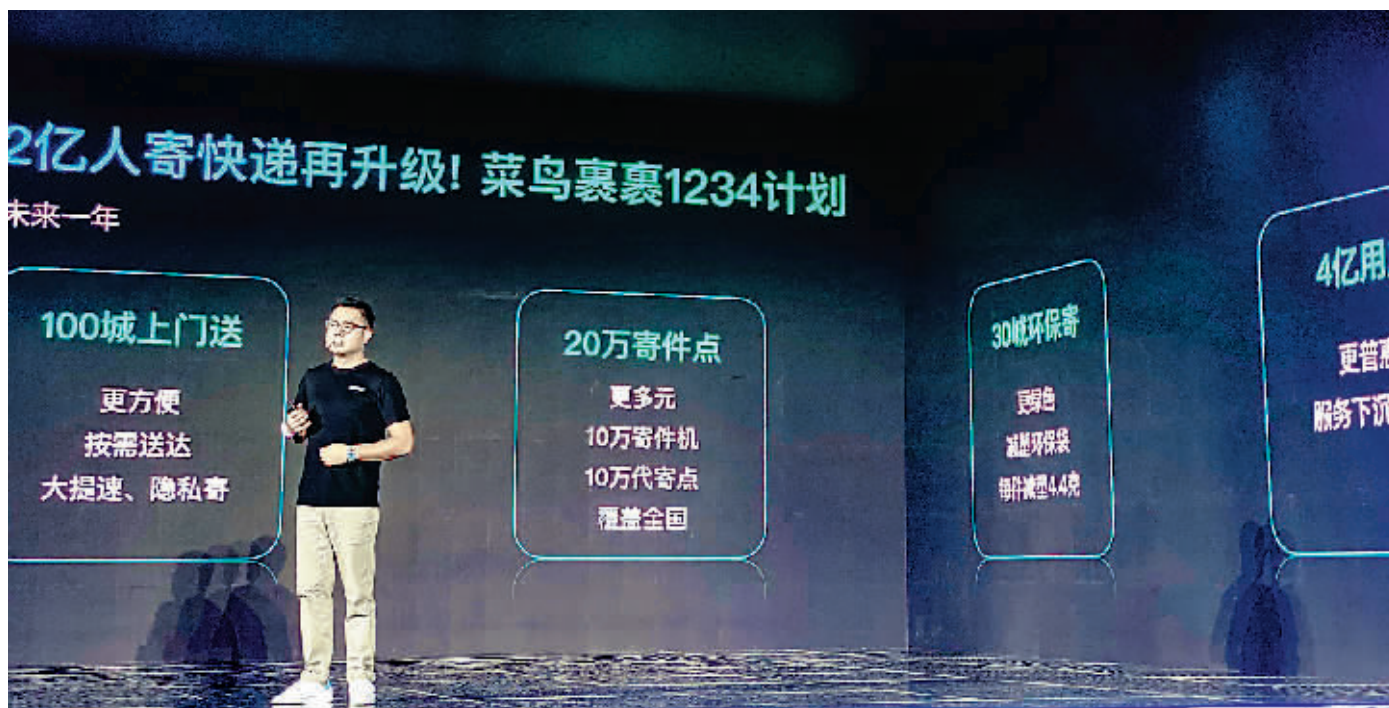 2亿人寄快递再升级！菜鸟裹裹1234计划
未来一年
100城上门送
更方便
按需送达
大提速、隐私寄
20万寄件点
更多元
10万寄件机
10万代寄点
覆盖全国
30城环保寄
更绿色
减塑环保袋
每件减塑4.4克
4亿用
更普惠
服务下沉